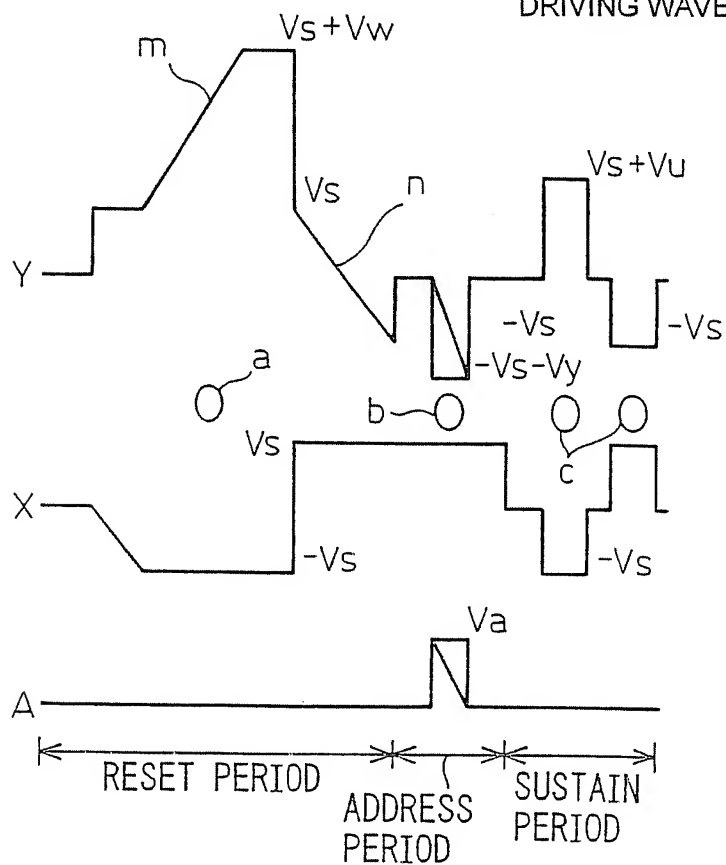 DRIVING WAVE
Vs+Vw
m
Vs+Vu
Vs
n
Y
-Vs
-Vs
-Vs-Vy
a
b
Vs
c
X
-Vs
-Vs
Va
A
RESET PERIOD
ADDRESS
PERIOD
SUSTAIN
PERIOD